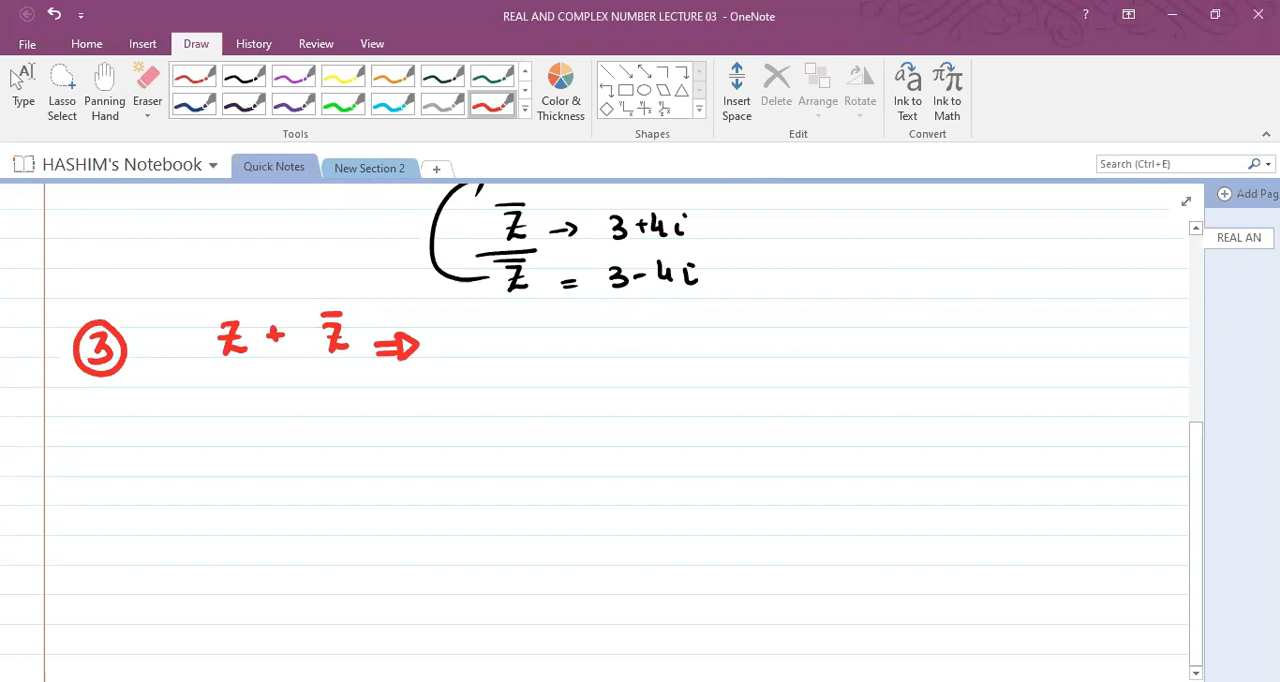 REAL AND COMPLEX NUMBER LECTURE 03 - OneNote
?
File Home Insert Draw History Review View
Type
Lasso Select
Panning Hand
Eraser
Color & Thickness
Insert Space
Delete
Arrange
Rotate
Ink to Text
Ink to Math
Tools
Shapes
Edit
Convert
HASHIM's Notebook
Quick Notes
New Section 2
+
Search (Ctrl+E)
Add Pag
REAL AN
z̄ → 3+4i
z̄ = 3-4i
3 z + z̄ ⇒